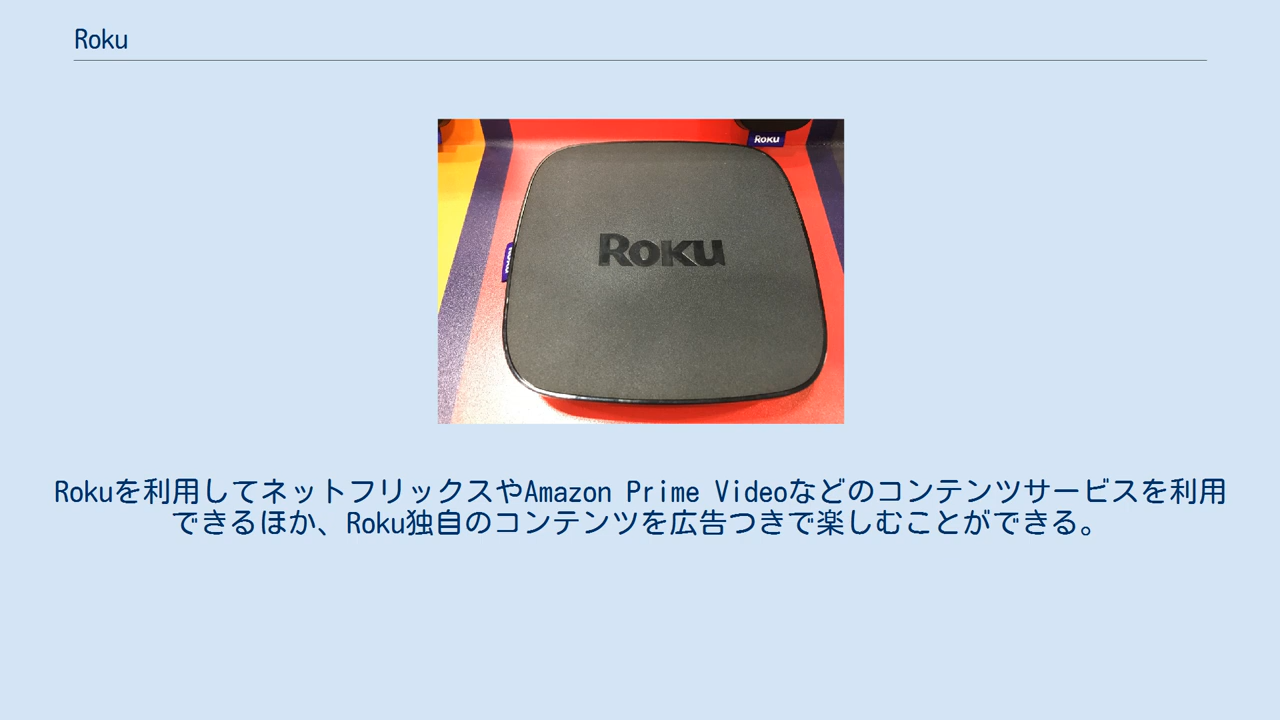 Roku
Roku
Roku
Roku
Rokuを利用してネットフリックスやAmazon Prime Videoなどのコンテンツサービスを利用
できるほか、Roku独自のコンテンツを広告つきで楽しむことができる。